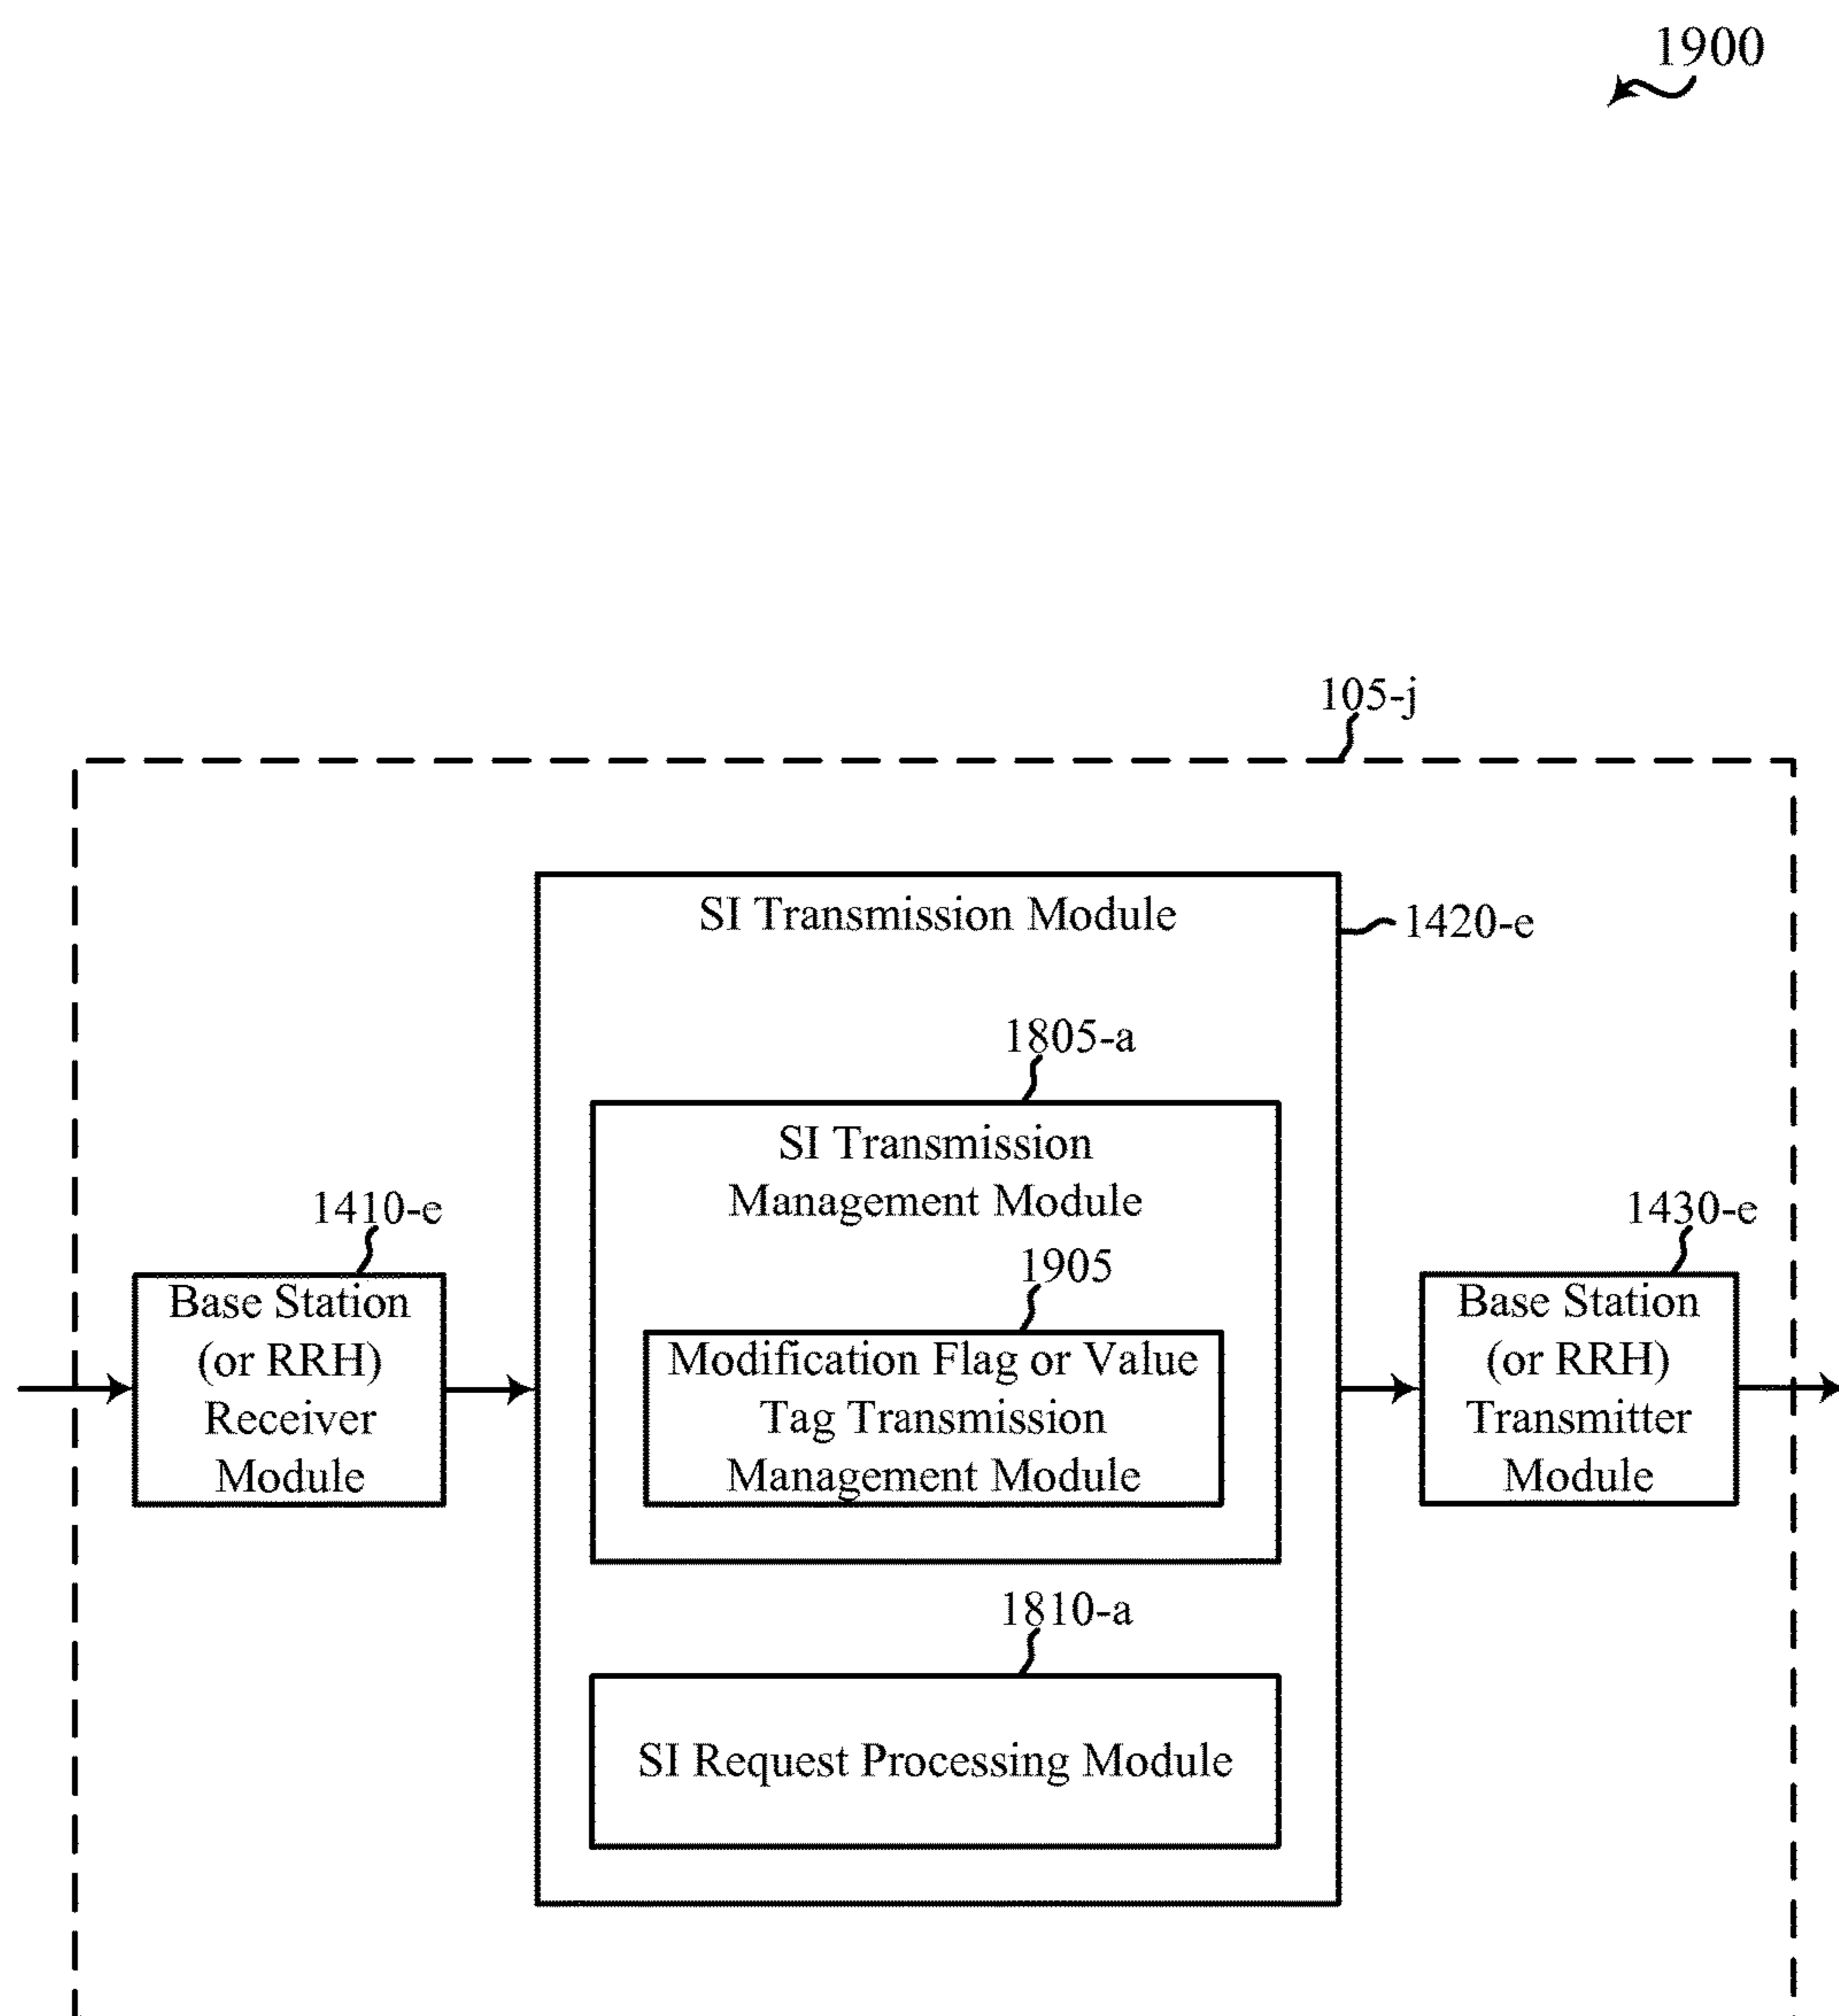 1900
105-j
SI Transmission Module
1420-e
1805-a
SI Transmission
Management Module
1410-e
1430-e
1905
Base Station
(or RRH)
Receiver
Module
Modification Flag or Value
Tag Transmission
Management Module
Base Station
(or RRH)
Transmitter
Module
1810-a
SI Request Processing Module